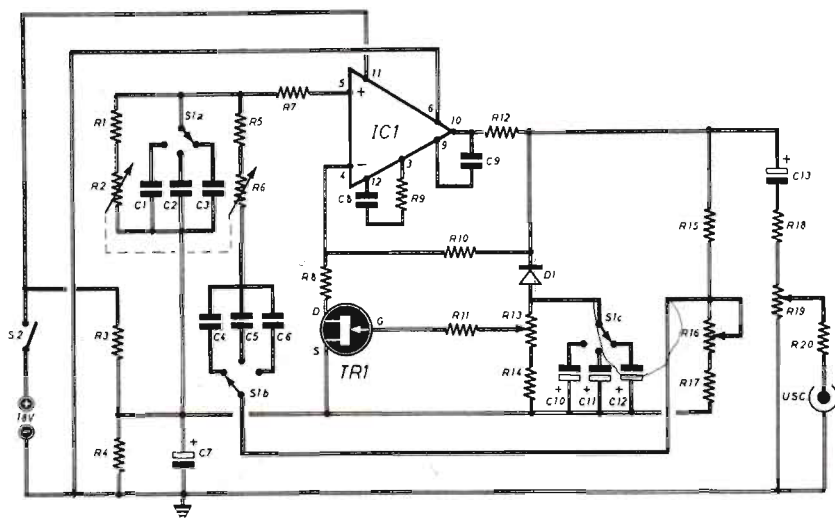 11
5
+
IC1
4
−
12
3
6
10
9
R7
R12
R1
S1a
R5
R2
C1
C2
C3
R6
C8
R9
C9
C13
R15
R18
R10
D1
R8
D
G
S
TR1
R11
R13
S1c
R14
C10
C11
C12
R16
R17
R19
R20
USC
S2
R3
C4
C5
C6
S1b
18V
R4
C7
+
+
+
+
+
+
−